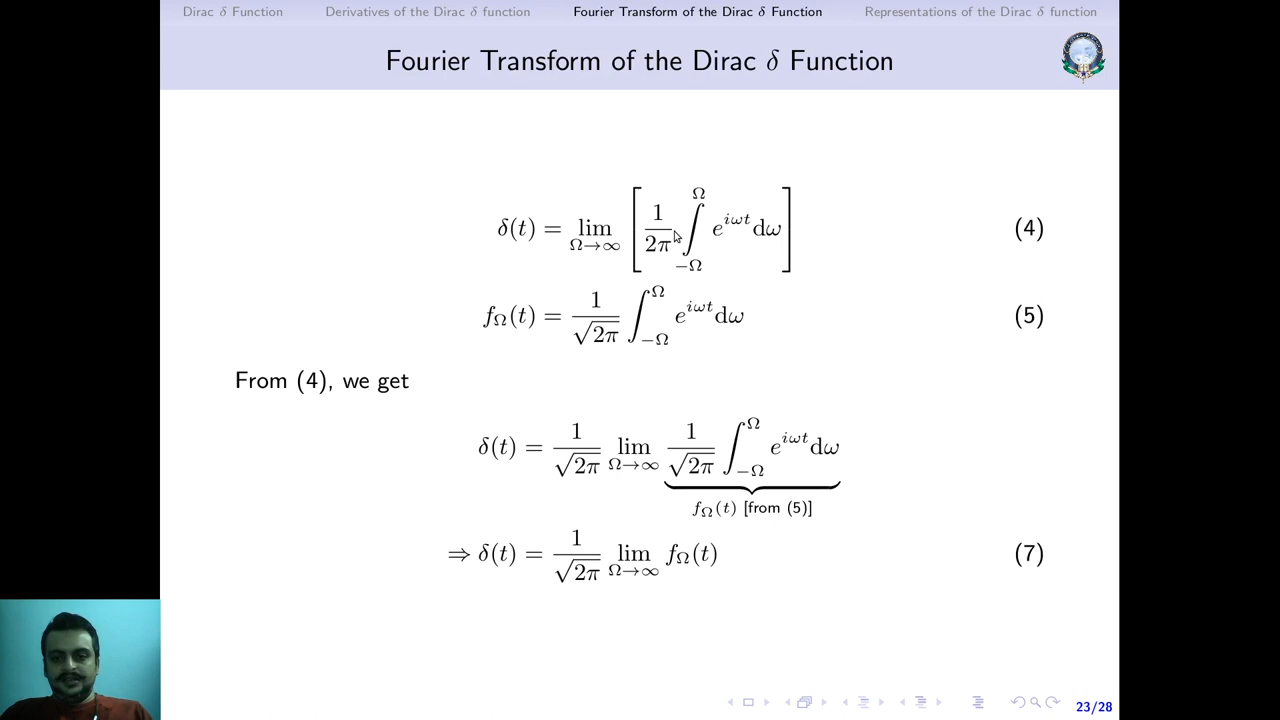 Dirac δ Function Derivatives of the Dirac δ function Fourier Transform of the Dirac δ Function Representations of the Dirac δ function
Fourier Transform of the Dirac δ Function
δ(t) = lim_{Ω→∞} [ 1/2π ∫_{−Ω}^{Ω} e^{iωt} dω ] (4)
f_Ω(t) = 1/√2π ∫_{−Ω}^{Ω} e^{iωt} dω (5)
From (4), we get
δ(t) = 1/√2π lim_{Ω→∞} 1/√2π ∫_{−Ω}^{Ω} e^{iωt} dω
f_Ω(t) [from (5)]
⇒ δ(t) = 1/√2π lim_{Ω→∞} f_Ω(t) (7)
23/28